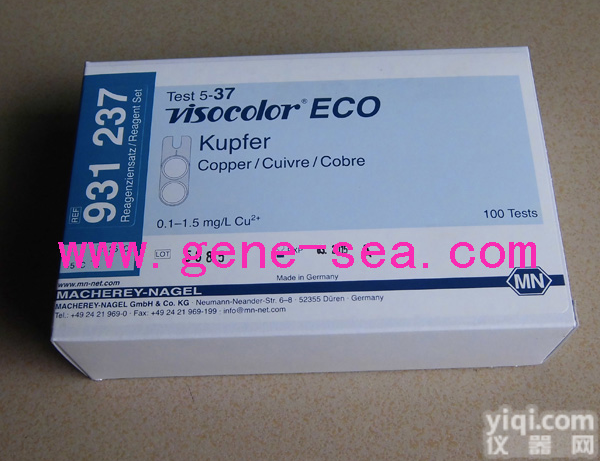 Test 5-37
VISOCOLOR® ECO
Kupfer
Copper / Cuivre / Cobre
0.1–1.5 mg/L Cu²⁺
100 Tests
REF
931 237
Reagenziensatz / Reagent Set
www.gene-sea.com
LOT
EXP
Made in Germany
www.mn-net.com
MN
MACHEREY-NAGEL
MACHEREY-NAGEL GmbH & Co. KG · Neumann-Neander-Str. 6–8 · 52355 Düren · Germany
Tel.: +49 24 21 969-0 · Fax: +49 24 21 969-199 · info@mn-net.com
yiqi.com
仪器网